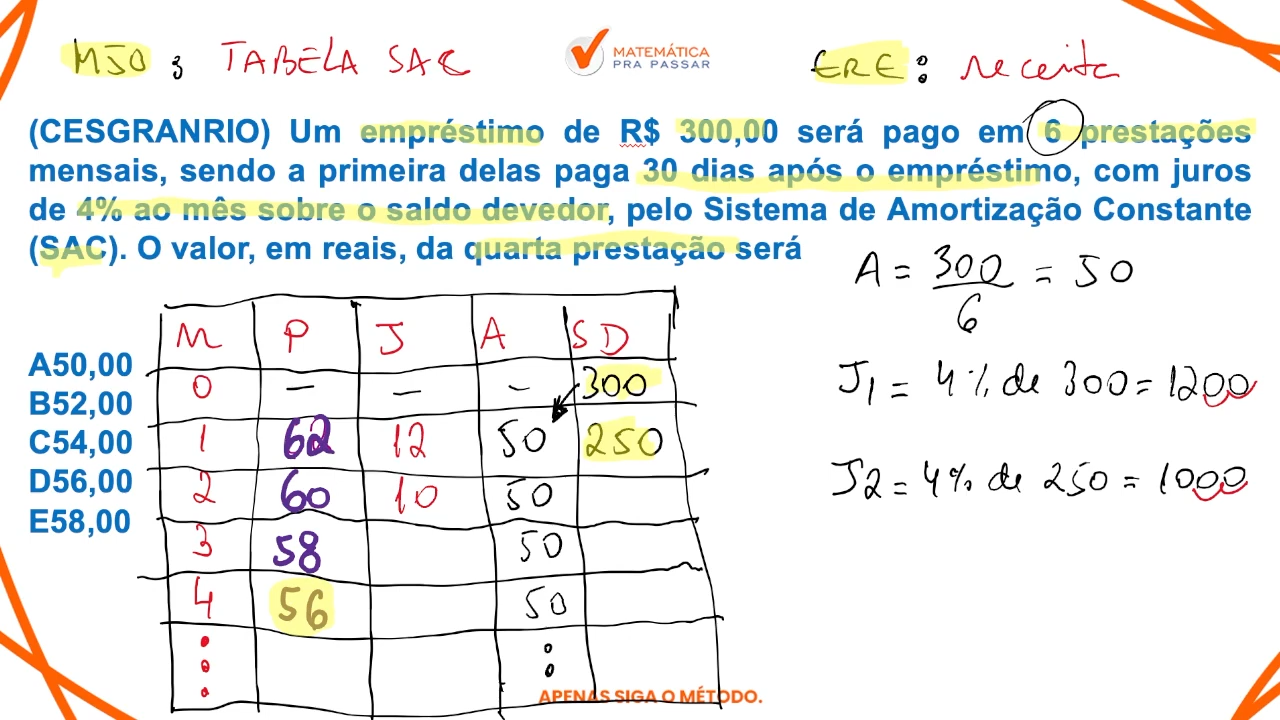 MJO : TABELA SAC
MATEMÁTICA
PRA PASSAR
ERE: receita
(CESGRANRIO) Um empréstimo de R$ 300,00 será pago em 6 prestações
mensais, sendo a primeira delas paga 30 dias após o empréstimo, com juros
de 4% ao mês sobre o saldo devedor, pelo Sistema de Amortização Constante
(SAC). O valor, em reais, da quarta prestação será
A = 300/6 = 50
J1 = 4% de 300 = 1200
J2 = 4% de 250 = 1000
A50,00
B52,00
C54,00
D56,00
E58,00
M P J A SD
0 – – – 300
1 62 12 50 250
2 60 10 50
3 58 50
4 56 50
APENAS SIGA O MÉTODO.